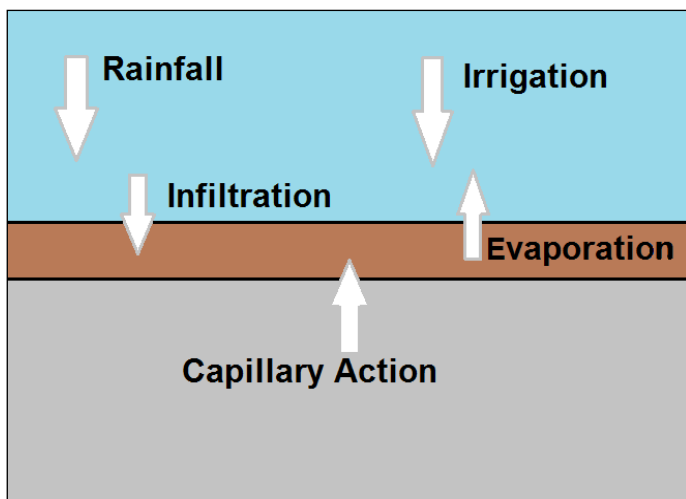 Rainfall
Irrigation
Infiltration
Evaporation
Capillary Action